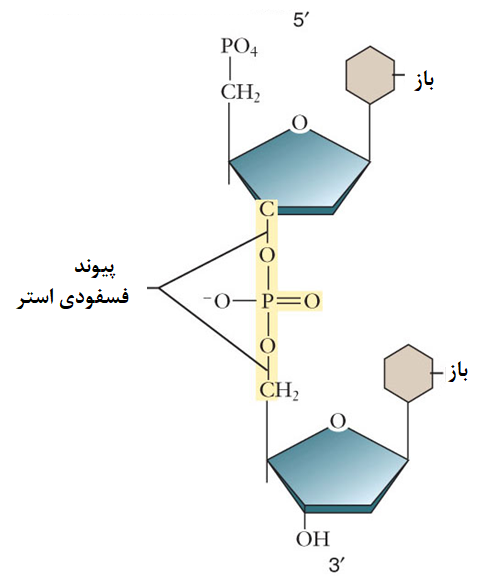 5′
PO₄
باز
CH₂
O
C
O
پیوند
فسفودی استر
⁻O—P=O
O
باز
CH₂
O
OH
3′